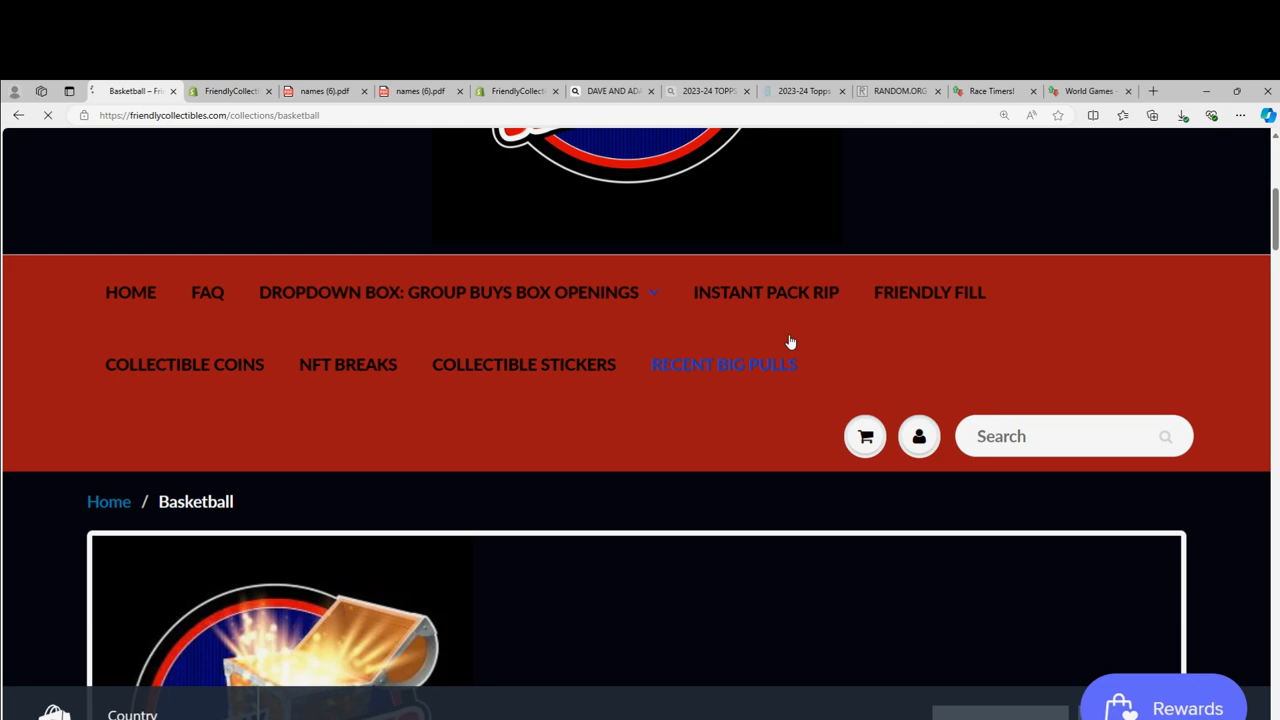 Basketball – Fri
FriendlyCollecti
names (6).pdf
names (6).pdf
FriendlyCollecti
DAVE AND ADA
2023-24 TOPPS
2023-24 Topps
RANDOM.ORG
Race Timers!
World Games -
https://friendlycollectibles.com/collections/basketball
HOME FAQ DROPDOWN BOX: GROUP BUYS BOX OPENINGS INSTANT PACK RIP FRIENDLY FILL
COLLECTIBLE COINS NFT BREAKS COLLECTIBLE STICKERS RECENT BIG PULLS
Search
Home / Basketball
Country
Rewards